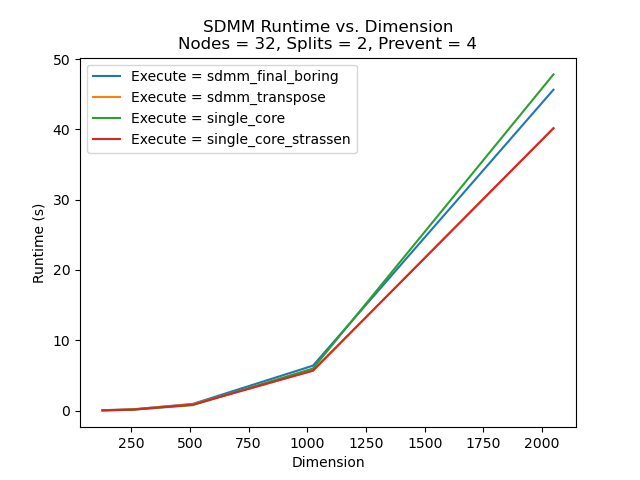 SDMM Runtime vs. Dimension
Nodes = 32, Splits = 2, Prevent = 4
Execute = sdmm_final_boring
Execute = sdmm_transpose
Execute = single_core
Execute = single_core_strassen
Runtime (s)
50
40
30
20
10
0
250 500 750 1000 1250 1500 1750 2000
Dimension